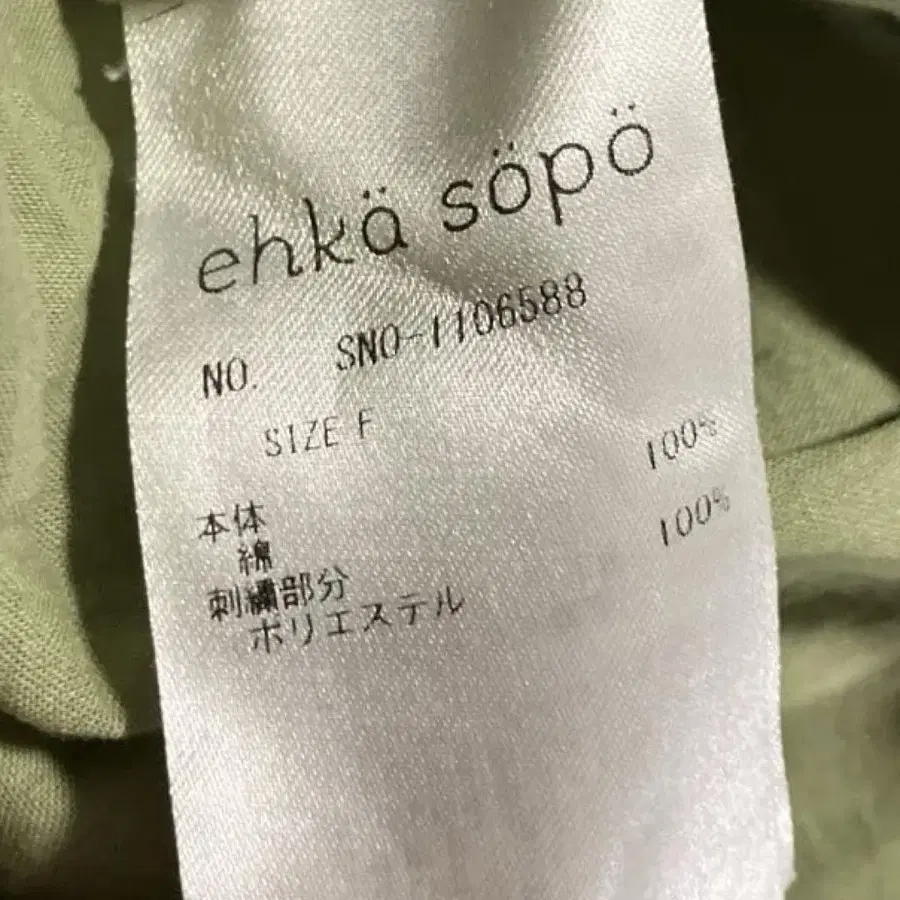 ehkä söpö
NO. SNO-1106588
SIZE F
本体
綿 100%
刺繍部分
ポリエステル 100%